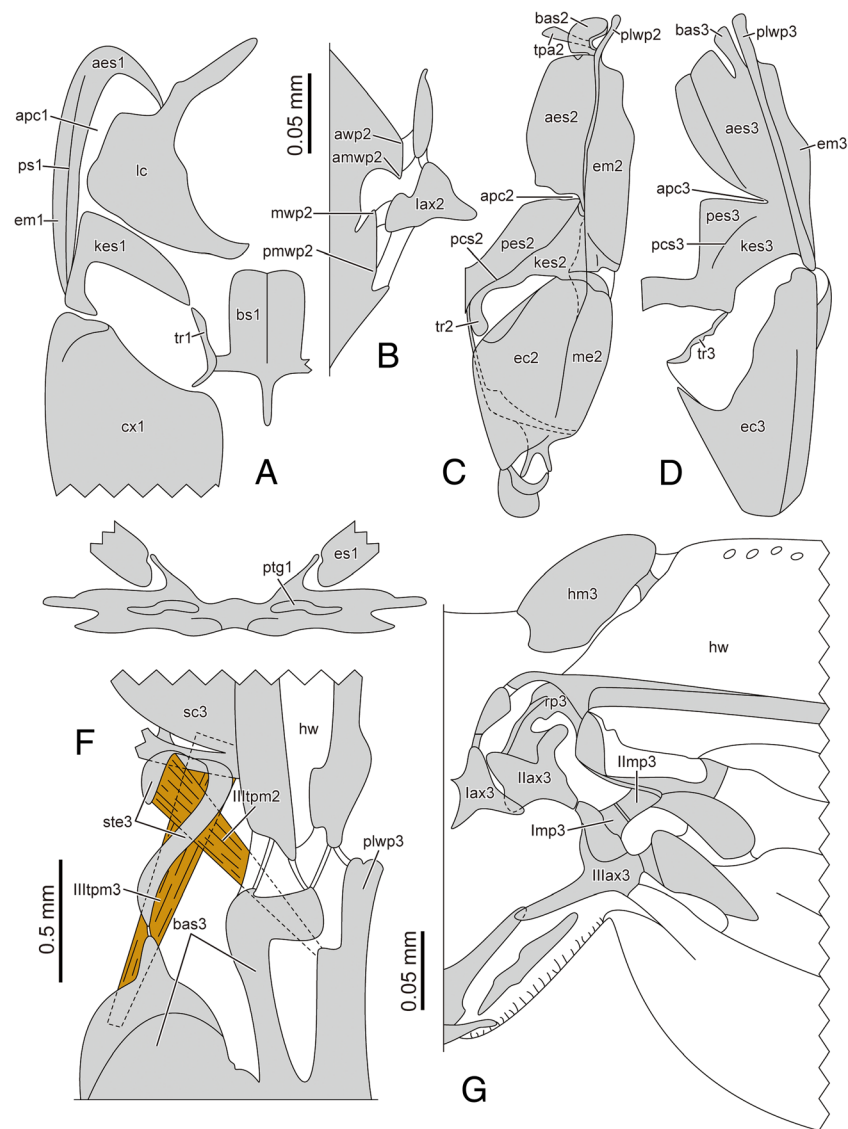 aes1
apc1
ps1
em1
lc
kes1
tr1
bs1
cx1
A
0.05 mm
awp2
amwp2
lax2
mwp2
pmwp2
B
bas2
plwp2
tpa2
aes2
em2
apc2
pes2
pcs2
kes2
tr2
ec2
me2
C
bas3
plwp3
aes3
em3
apc3
pes3
pcs3
kes3
tr3
ec3
D
es1
ptg1
sc3
hw
F
IIItpm2
ste3
plwp3
IIItpm3
bas3
0.5 mm
hm3
hw
rp3
IImp3
Iax3
IIax3
Imp3
IIIax3
0.05 mm
G